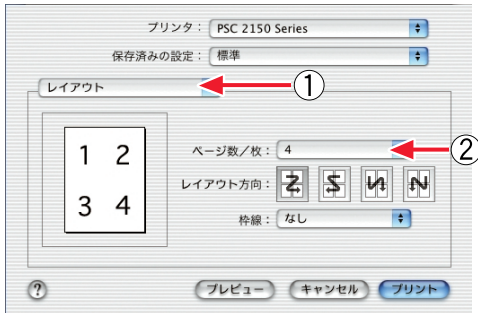 プリンタ： PSC 2150 Series
保存済みの設定： 標準
レイアウト ①
1 2
3 4
ページ数／枚： 4 ②
レイアウト方向：
枠線： なし
? プレビュー キャンセル プリント